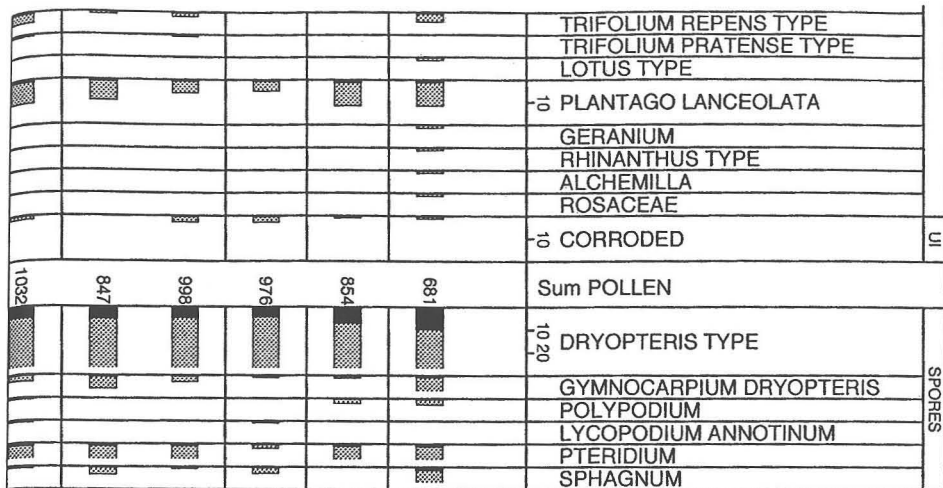 TRIFOLIUM REPENS TYPE
TRIFOLIUM PRATENSE TYPE
LOTUS TYPE
10 PLANTAGO LANCEOLATA
GERANIUM
RHINANTHUS TYPE
ALCHEMILLA
ROSACEAE
10 CORRODED
UI
1032 847 998 976 854 681 Sum POLLEN
10 20 DRYOPTERIS TYPE
GYMNOCARPIUM DRYOPTERIS
POLYPODIUM
LYCOPODIUM ANNOTINUM
PTERIDIUM
SPHAGNUM
SPORES